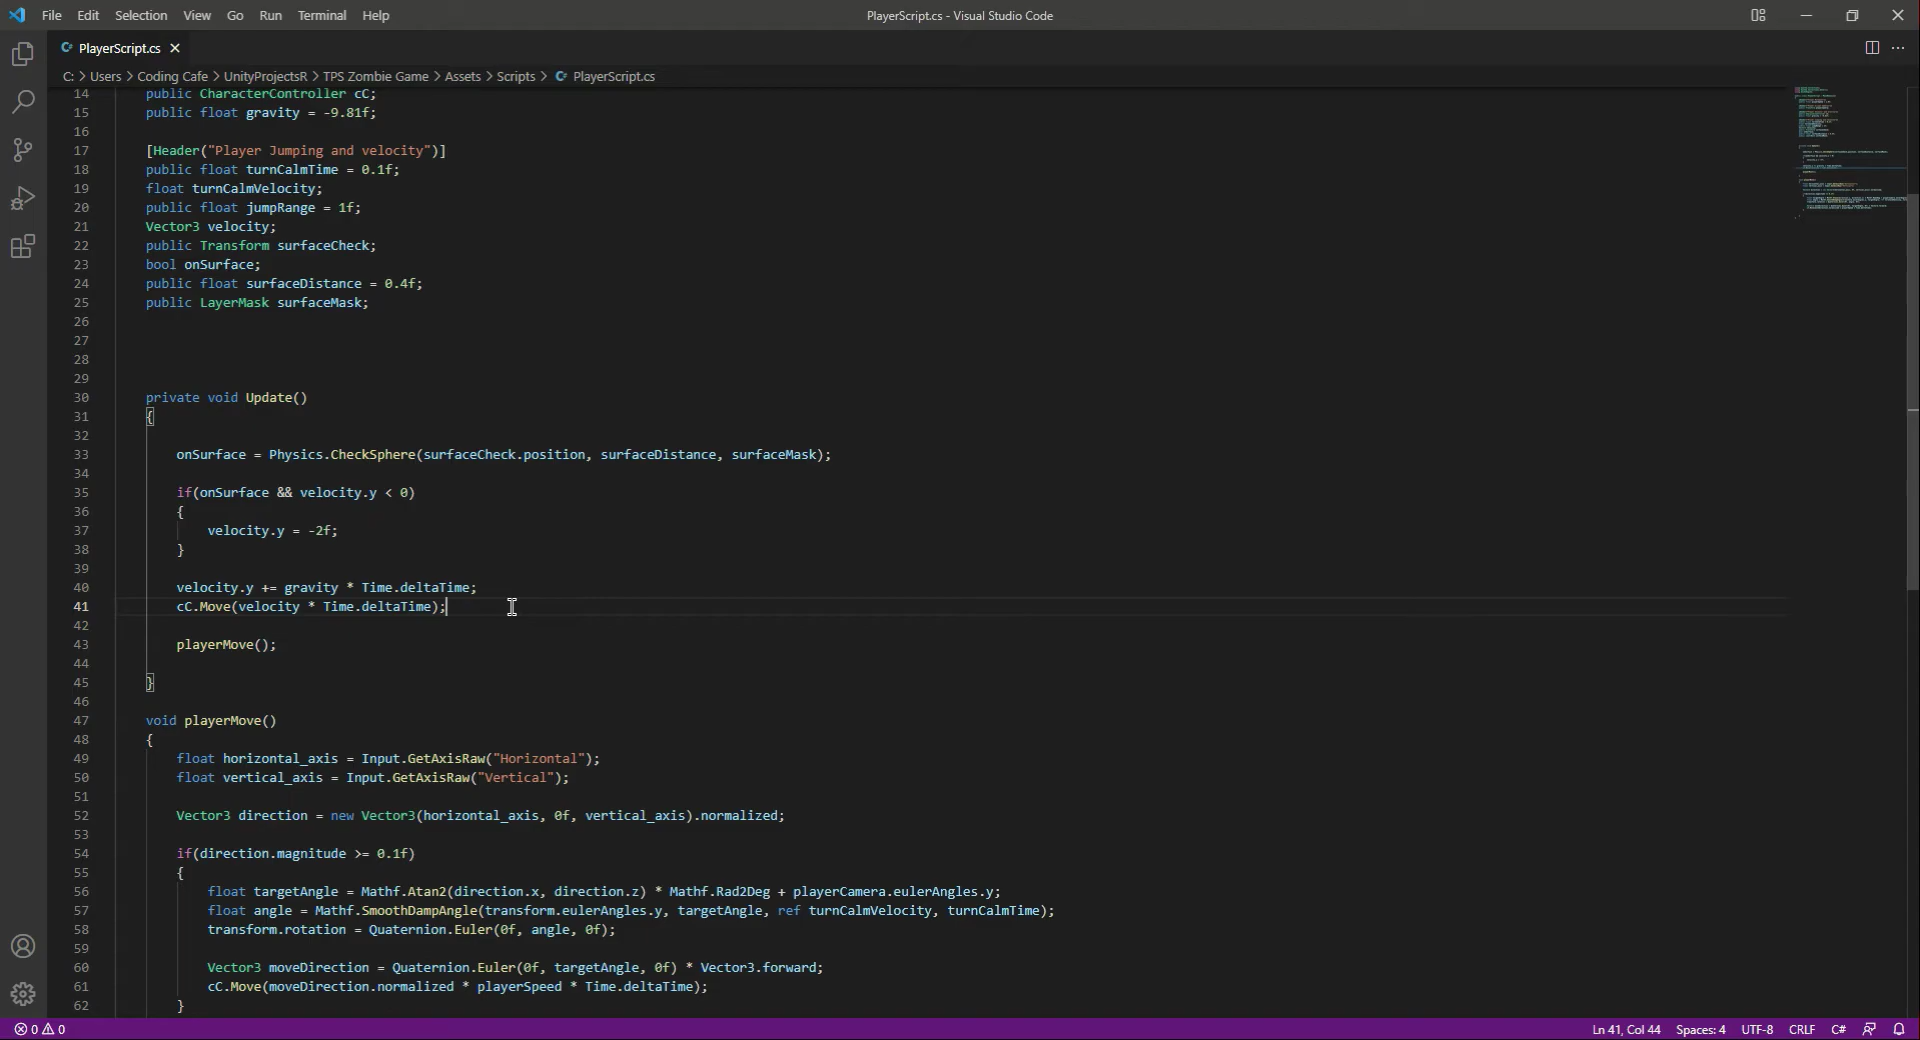 File Edit Selection View Go Run Terminal Help
PlayerScript.cs - Visual Studio Code
PlayerScript.cs
C: > Users > Coding Cafe > UnityProjectsR > TPS Zombie Game > Assets > Scripts > PlayerScript.cs
14 public CharacterController cC;
15 public float gravity = -9.81f;
16
17 [Header("Player Jumping and velocity")]
18 public float turnCalmTime = 0.1f;
19 float turnCalmVelocity;
20 public float jumpRange = 1f;
21 Vector3 velocity;
22 public Transform surfaceCheck;
23 bool onSurface;
24 public float surfaceDistance = 0.4f;
25 public LayerMask surfaceMask;
26
27
28
29
30 private void Update()
31 {
32
33 onSurface = Physics.CheckSphere(surfaceCheck.position, surfaceDistance, surfaceMask);
34
35 if(onSurface && velocity.y < 0)
36 {
37 velocity.y = -2f;
38 }
39
40 velocity.y += gravity * Time.deltaTime;
41 cC.Move(velocity * Time.deltaTime);
42
43 playerMove();
44
45 }
46
47 void playerMove()
48 {
49 float horizontal_axis = Input.GetAxisRaw("Horizontal");
50 float vertical_axis = Input.GetAxisRaw("Vertical");
51
52 Vector3 direction = new Vector3(horizontal_axis, 0f, vertical_axis).normalized;
53
54 if(direction.magnitude >= 0.1f)
55 {
56 float targetAngle = Mathf.Atan2(direction.x, direction.z) * Mathf.Rad2Deg + playerCamera.eulerAngles.y;
57 float angle = Mathf.SmoothDampAngle(transform.eulerAngles.y, targetAngle, ref turnCalmVelocity, turnCalmTime);
58 transform.rotation = Quaternion.Euler(0f, angle, 0f);
59
60 Vector3 moveDirection = Quaternion.Euler(0f, targetAngle, 0f) * Vector3.forward;
61 cC.Move(moveDirection.normalized * playerSpeed * Time.deltaTime);
62 }
0 0 Ln 41, Col 44 Spaces: 4 UTF-8 CRLF C#